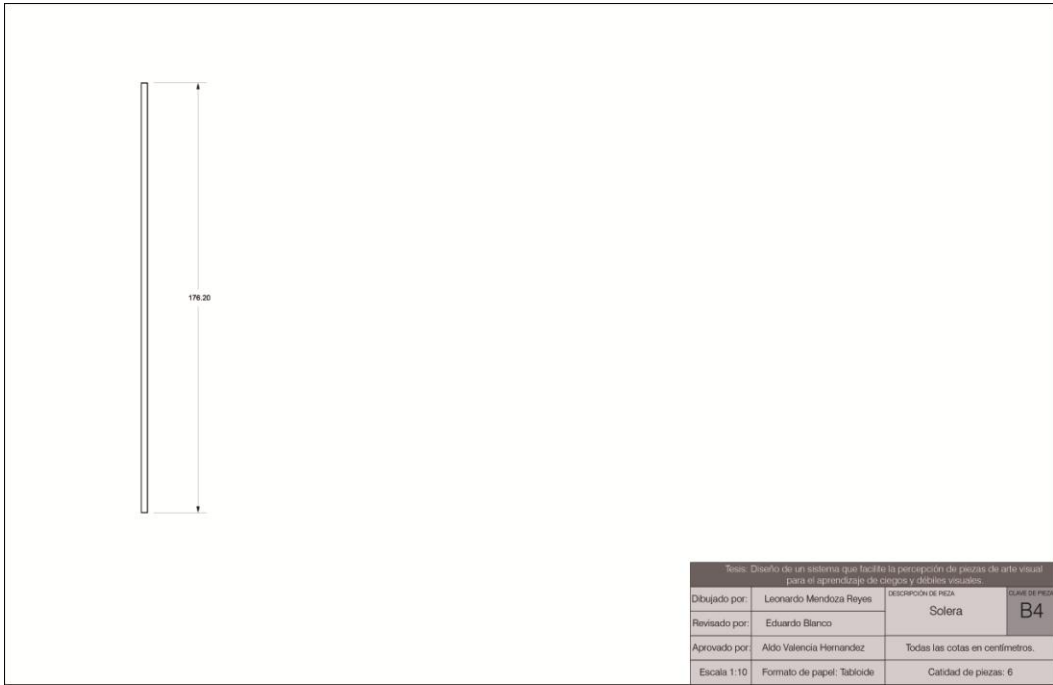 176.20
Tesis: Diseño de un sistema que facilite la percepción de piezas de arte visual
para el aprendizaje de ciegos y débiles visuales.
Dibujado por: Leonardo Mendoza Reyes
DESCRIPCIÓN DE PIEZA
Solera
CLAVE DE PIEZA
B4
Revisado por: Eduardo Blanco
Aprovado por: Aldo Valencia Hernandez
Todas las cotas en centímetros.
Escala 1:10
Formato de papel: Tabloide
Catidad de piezas: 6